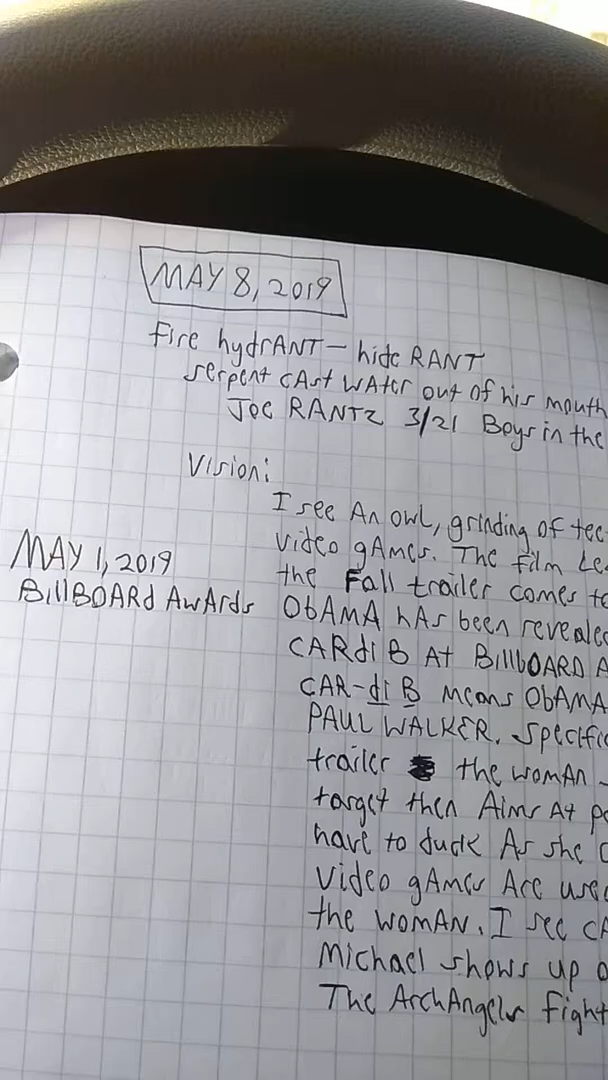 MAY 8, 2019
Fire hydrANT - hide RANT
serpent cAst wAter out of his mouth
JOE RANTZ 3/21 Boys in the
Vision:
I see An owl, grinding of tee
MAY 1, 2019
video gAmes. The film Le
the Fall trailer comes to
BillBOARd AwArds
ObAMA hAs been reveale
CARdi B At BillbOARD A
CAR-di B meAns ObAMA
PAUL WALKER. Specific
trailer the womAn
target then Aims At p
have to duck As she
Video gAmes Are use
the womAN. I see CA
Michael shows up o
The ArchAngels fight